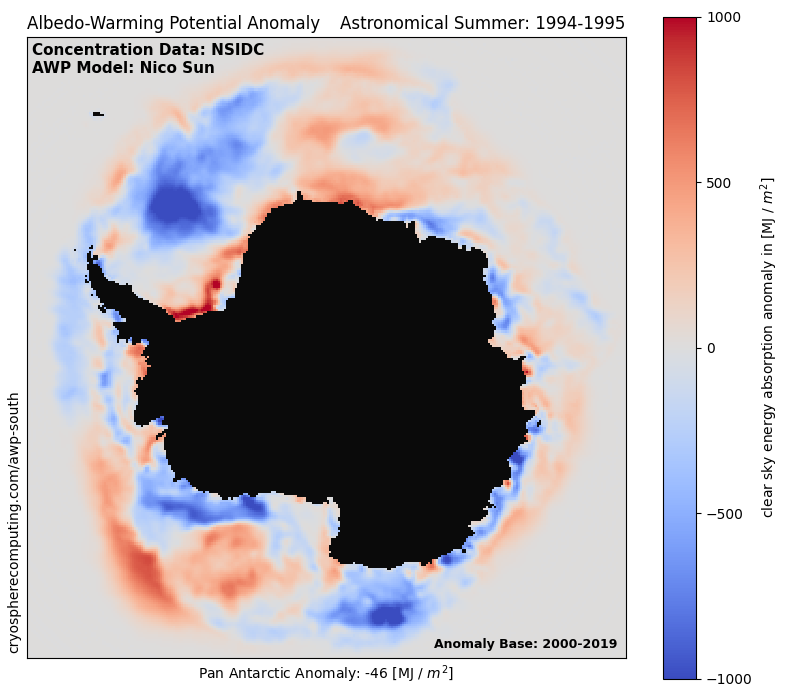 Albedo-Warming Potential Anomaly    Astronomical Summer: 1994-1995
Concentration Data: NSIDC
AWP Model: Nico Sun
Anomaly Base: 2000-2019
Pan Antarctic Anomaly: -46 [MJ / m²]
cryospherecomputing.com/awp-south
1000
500
0
−500
−1000
clear sky energy absorption anomaly in [MJ / m²]